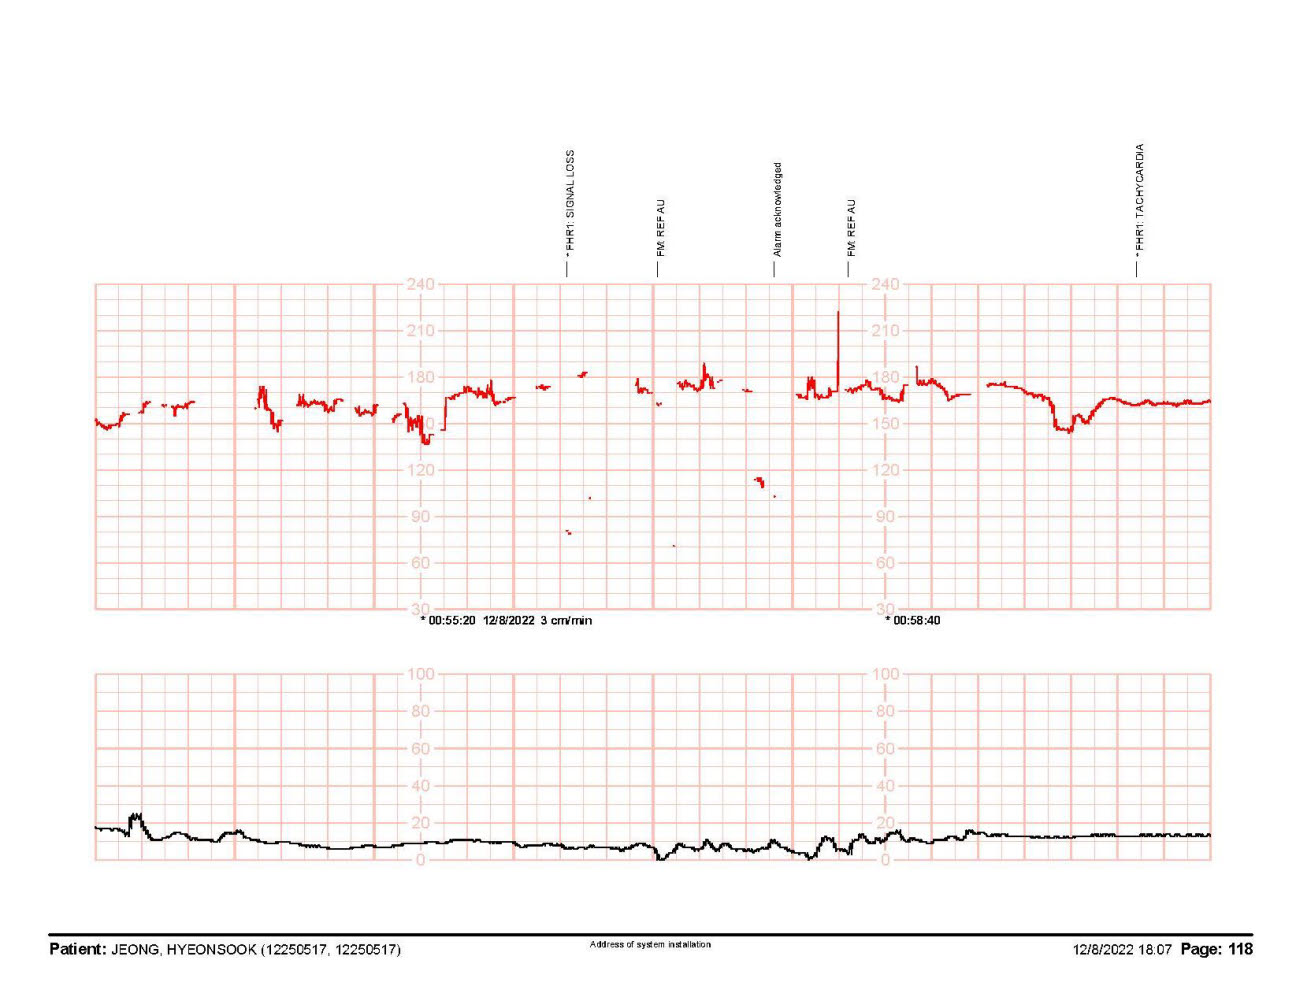 * FHR1: SIGNAL LOSS
FM: REF AU
Alarm acknowledged
FM: REF AU
* FHR1: TACHYCARDIA
240 240
210 210
180 180
150 150
120 120
90 90
60 60
30 30
* 00:55:20 12/8/2022 3 cm/min * 00:58:40
100 100
80 80
60 60
40 40
20 20
0 0
Patient: JEONG, HYEONSOOK (12250517, 12250517) Address of system installation 12/8/2022 18:07 Page: 118